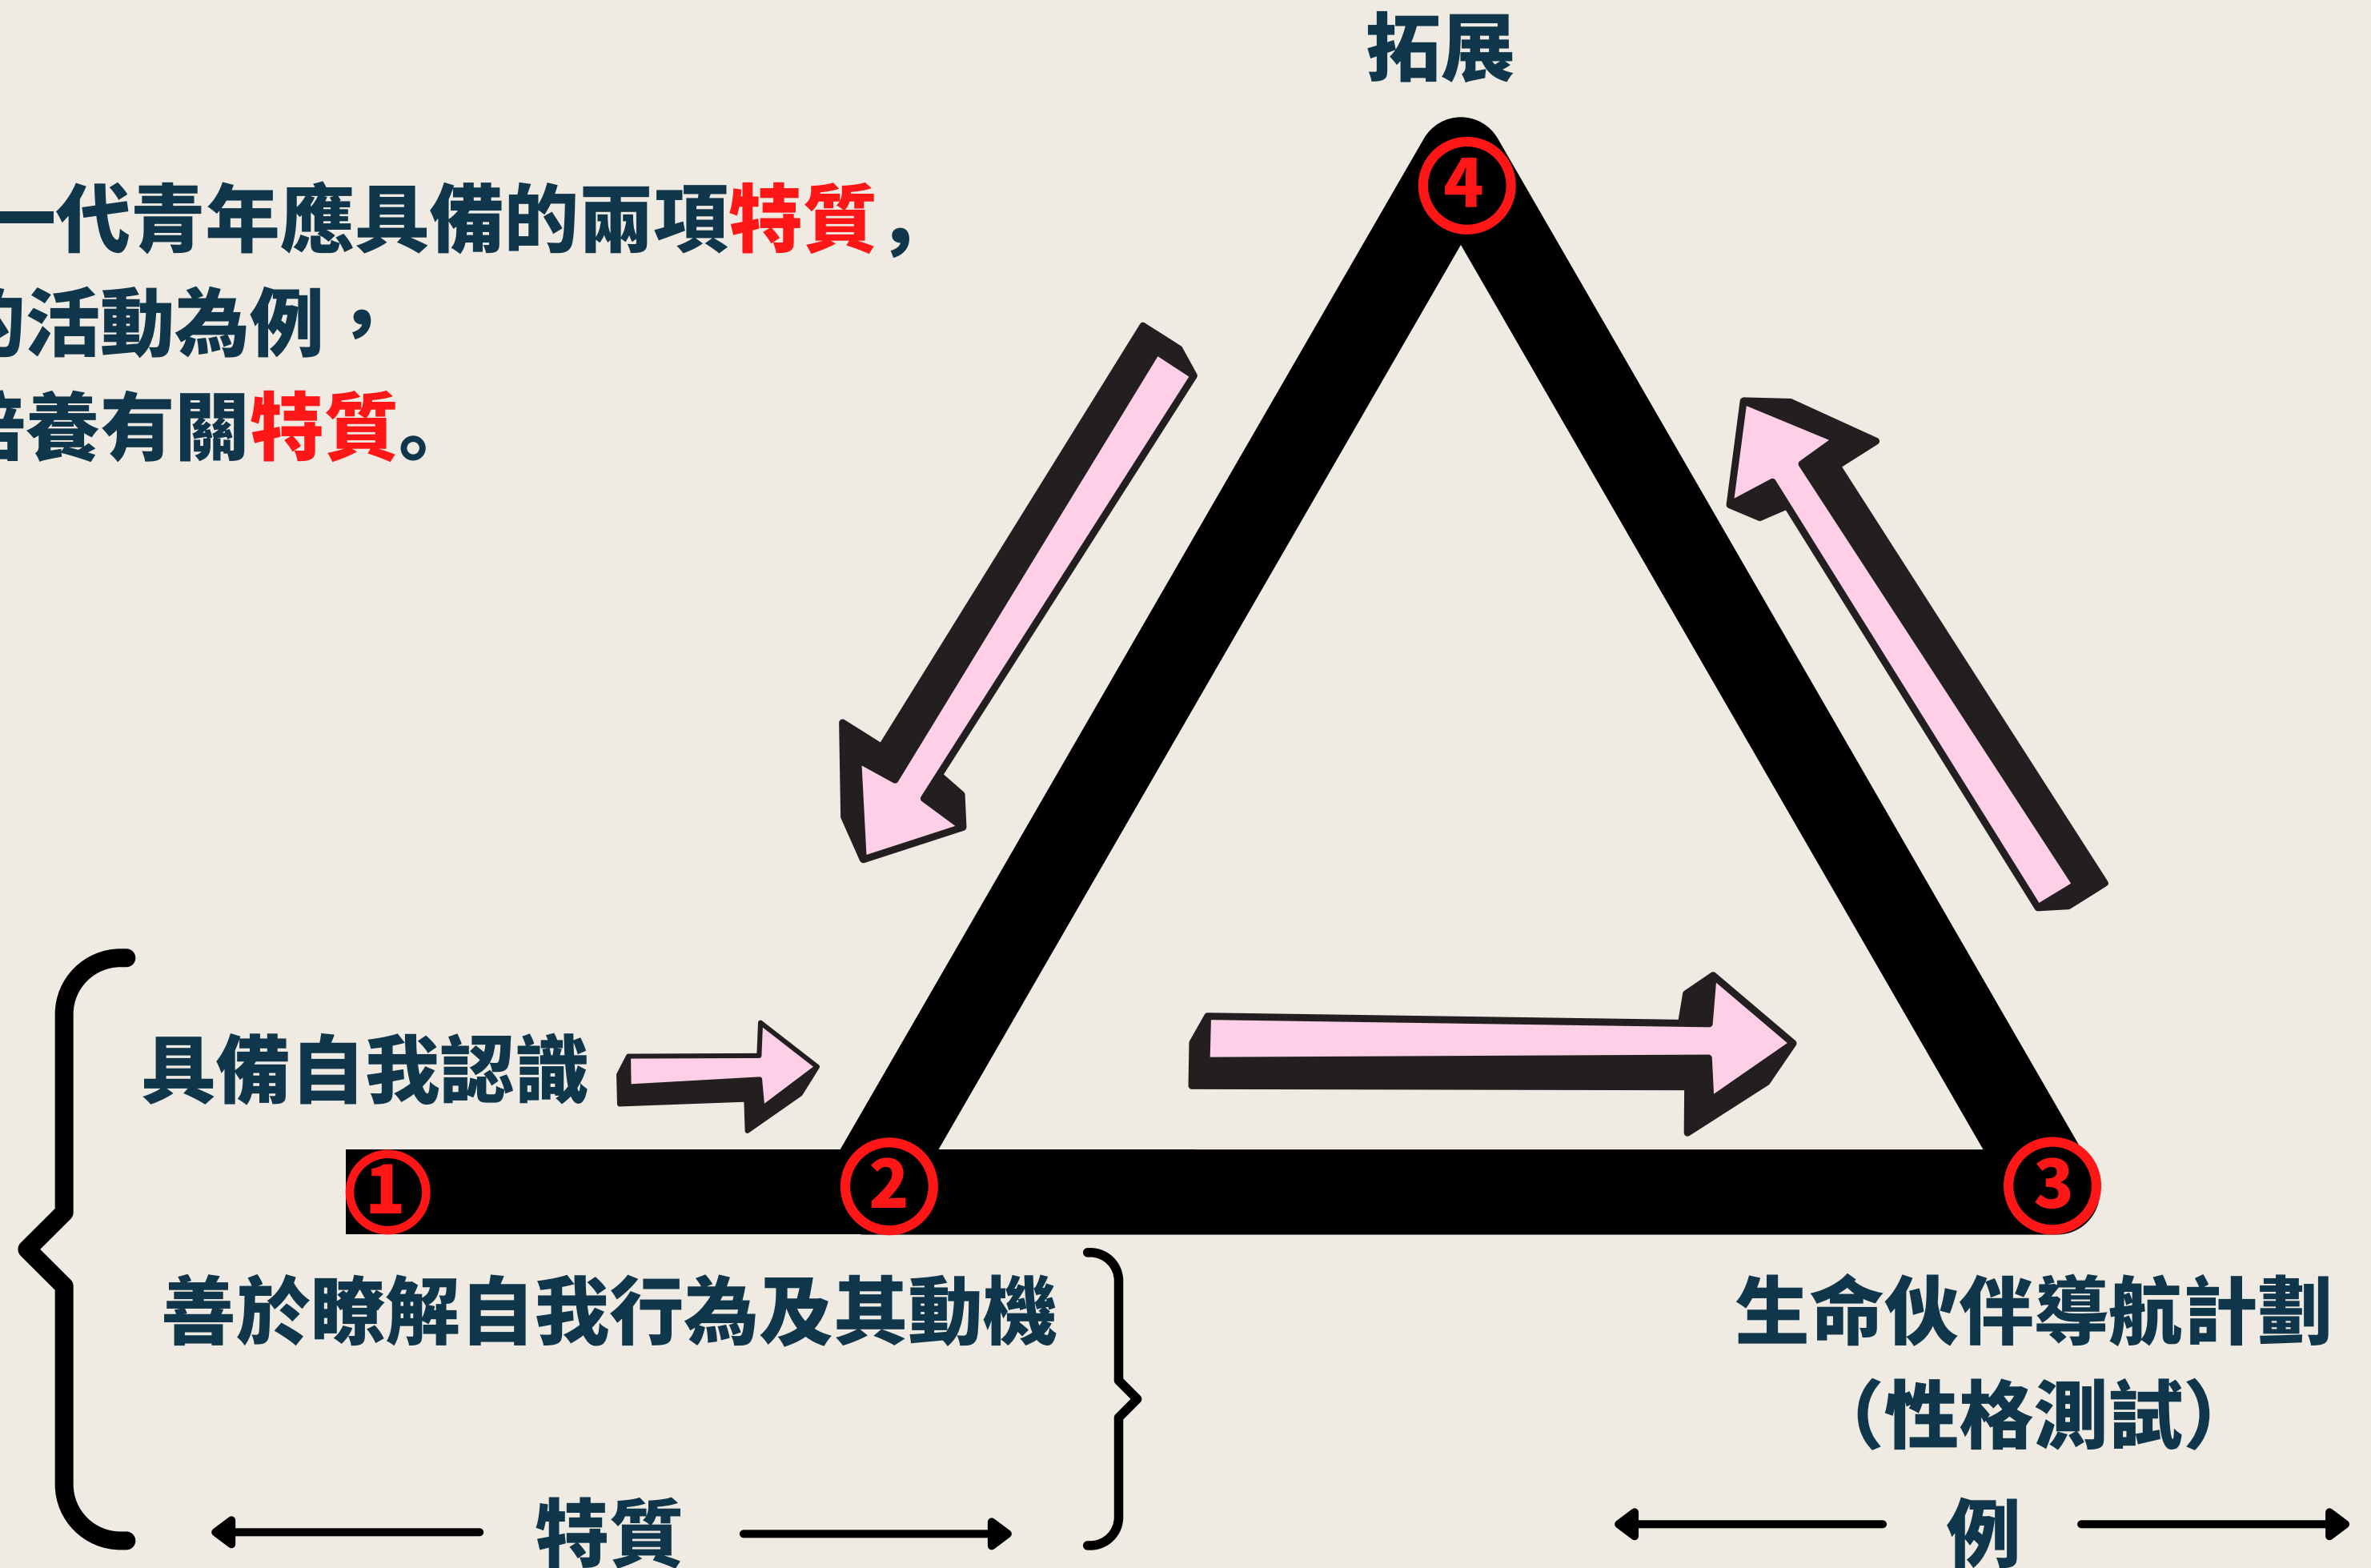 拓展
4
一代青年應具備的兩項特質，
活動為例，
養有關特質。
具備自我認識
1
2
3
善於瞭解自我行為及其動機
生命伙伴導航計劃
（性格測試）
特質
例